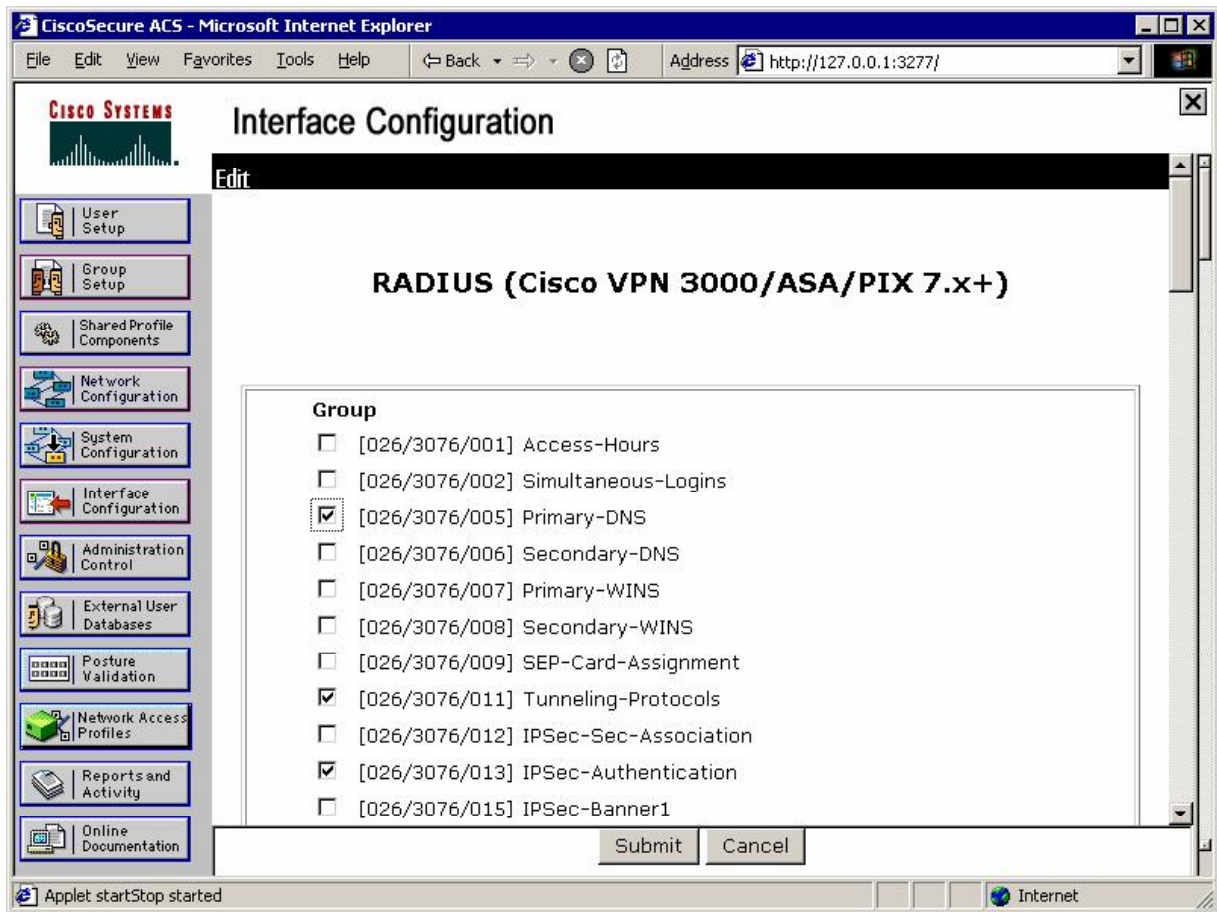 CiscoSecure ACS - Microsoft Internet Explorer
File Edit View Favorites Tools Help Back Address http://127.0.0.1:3277/
CISCO SYSTEMS
Interface Configuration
Edit
User
Setup
Group
Setup
Shared Profile
Components
Network
Configuration
System
Configuration
Interface
Configuration
Administration
Control
External User
Databases
Posture
Validation
Network Access
Profiles
Reports and
Activity
Online
Documentation
RADIUS (Cisco VPN 3000/ASA/PIX 7.x+)
Group
[026/3076/001] Access-Hours
[026/3076/002] Simultaneous-Logins
[026/3076/005] Primary-DNS
[026/3076/006] Secondary-DNS
[026/3076/007] Primary-WINS
[026/3076/008] Secondary-WINS
[026/3076/009] SEP-Card-Assignment
[026/3076/011] Tunneling-Protocols
[026/3076/012] IPSec-Sec-Association
[026/3076/013] IPSec-Authentication
[026/3076/015] IPSec-Banner1
Submit Cancel
Applet startStop started Internet